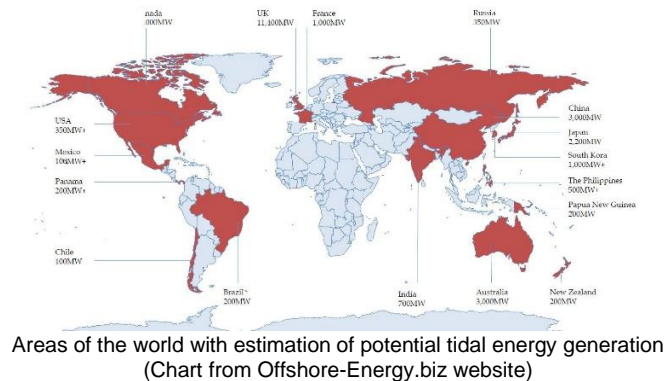 nada
.000MW
UK
11,400MW
France
1,000MW
Russia
.350MW
USA
350MW+
Mexico
100MW+
Panama
200MW+
Chile
100MW
Brazil
200MW
India
700MW
Australia
3,000MW
New Zealand
200MW
China
3,000MW
Japan
2,200MW
South Kora
1,000MW+
The Philippines
500MW+
Papua New Guinea
200MW
Areas of the world with estimation of potential tidal energy generation
(Chart from Offshore-Energy.biz website)